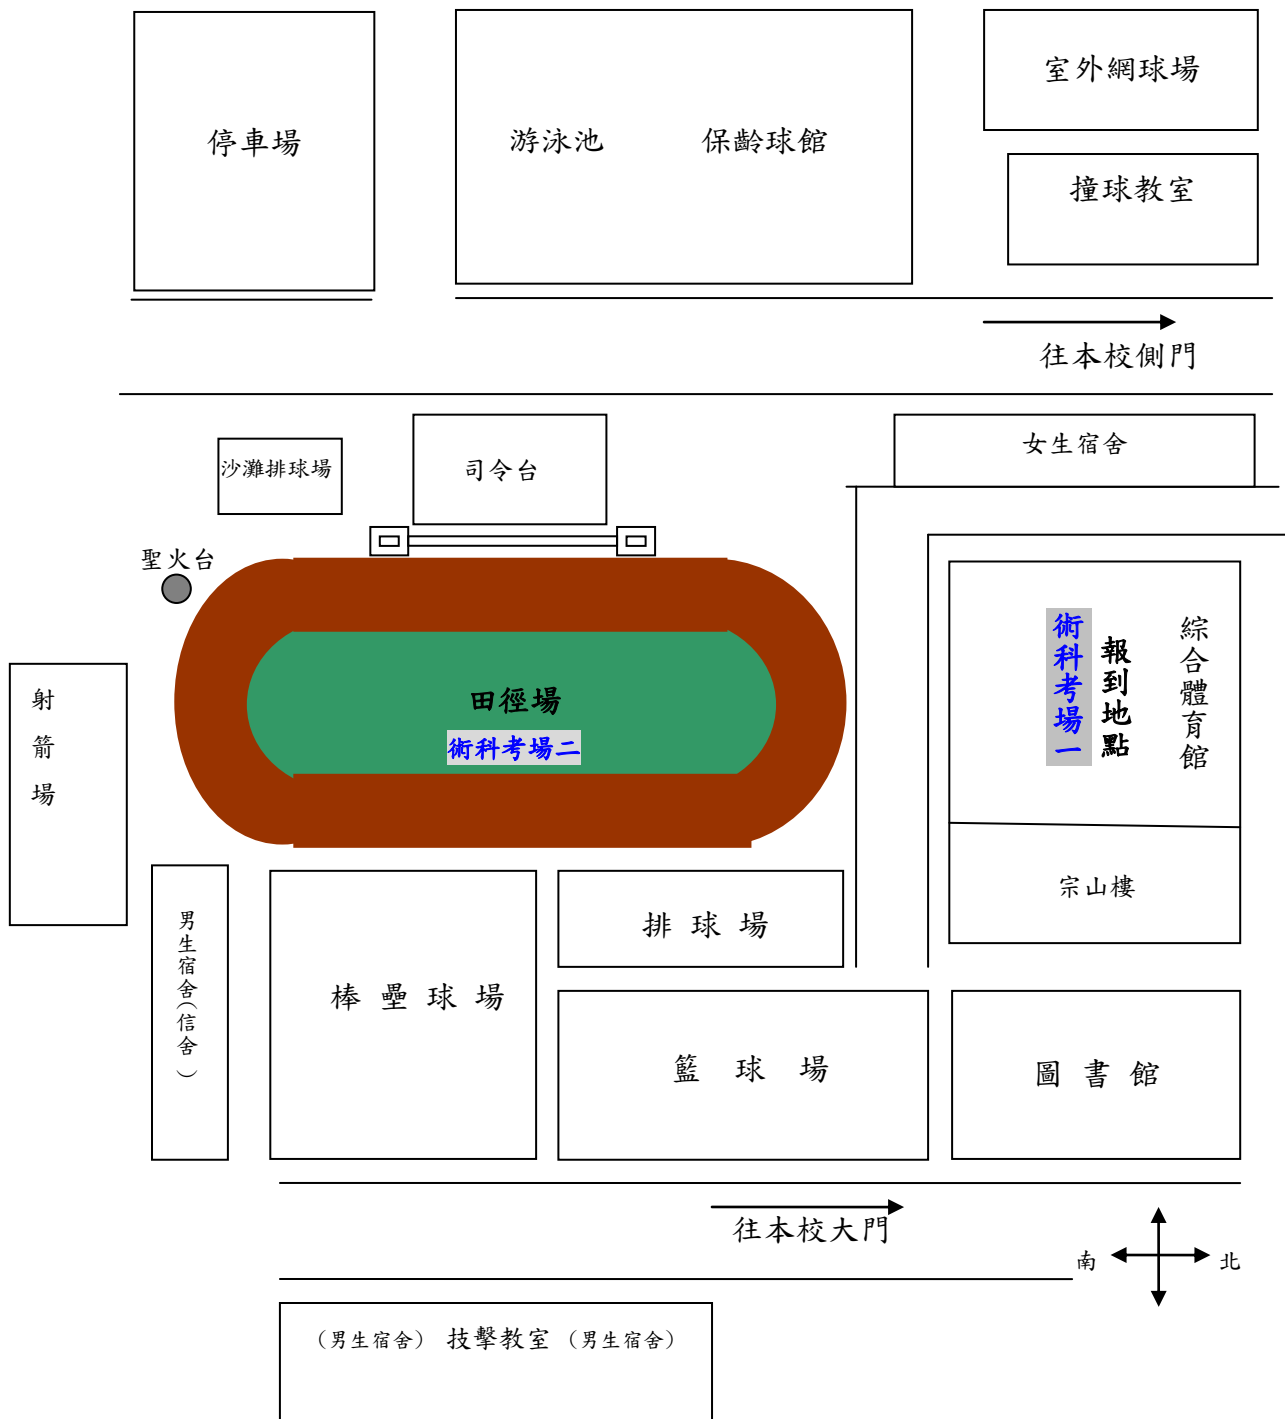 停車場
游泳池
保齡球館
室外網球場
撞球教室
往本校側門
沙灘排球場
司令台
女生宿舍
聖火台
射箭場
田徑場
術科考場二
綜合體育館
報到地點
術科考場一
宗山樓
男生宿舍(信舍)
棒壘球場
排球場
籃球場
圖書館
往本校大門
南
北
(男生宿舍) 技擊教室 (男生宿舍)